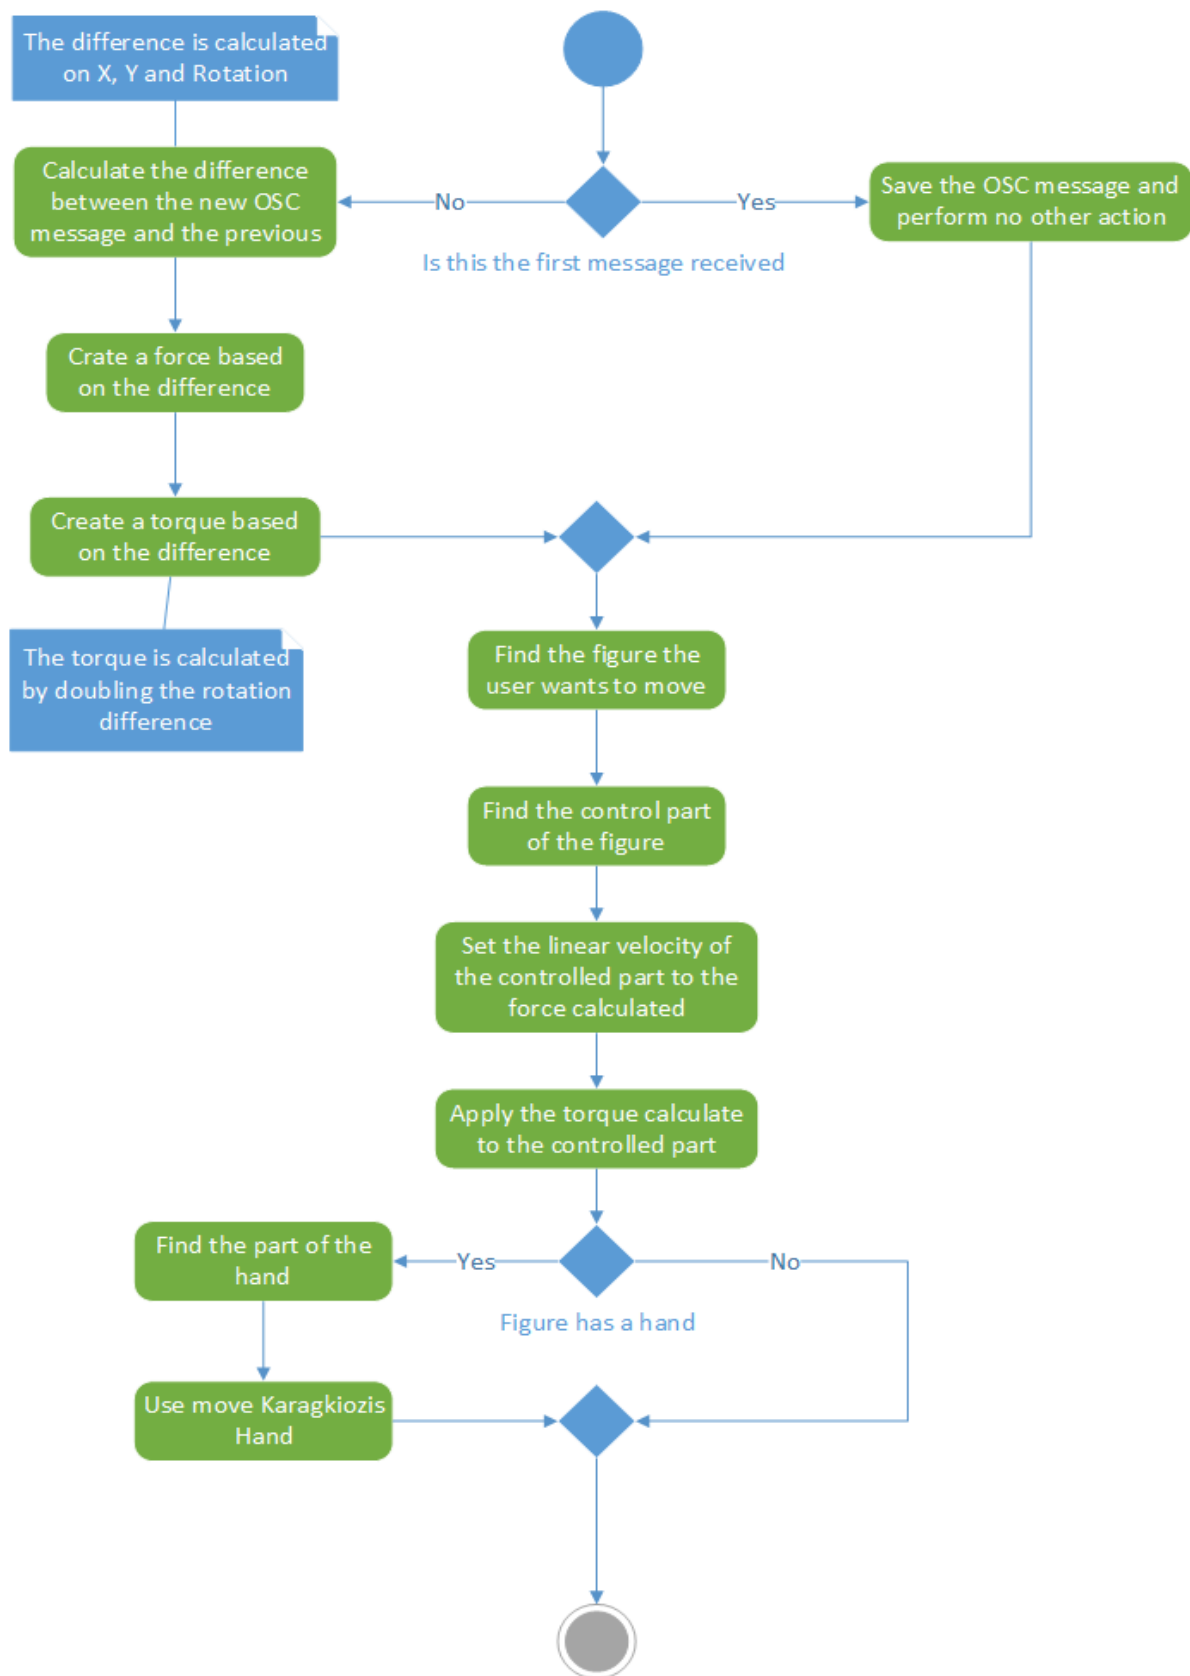 The difference is calculated
on X, Y and Rotation
Calculate the difference
between the new OSC
message and the previous
No
Yes
Save the OSC message and
perform no other action
Is this the first message received
Crate a force based
on the difference
Create a torque based
on the difference
The torque is calculated
by doubling the rotation
difference
Find the figure the
user wants to move
Find the control part
of the figure
Set the linear velocity of
the controlled part to the
force calculated
Apply the torque calculate
to the controlled part
Find the part of the
hand
Yes
No
Figure has a hand
Use move Karagkiozis
Hand